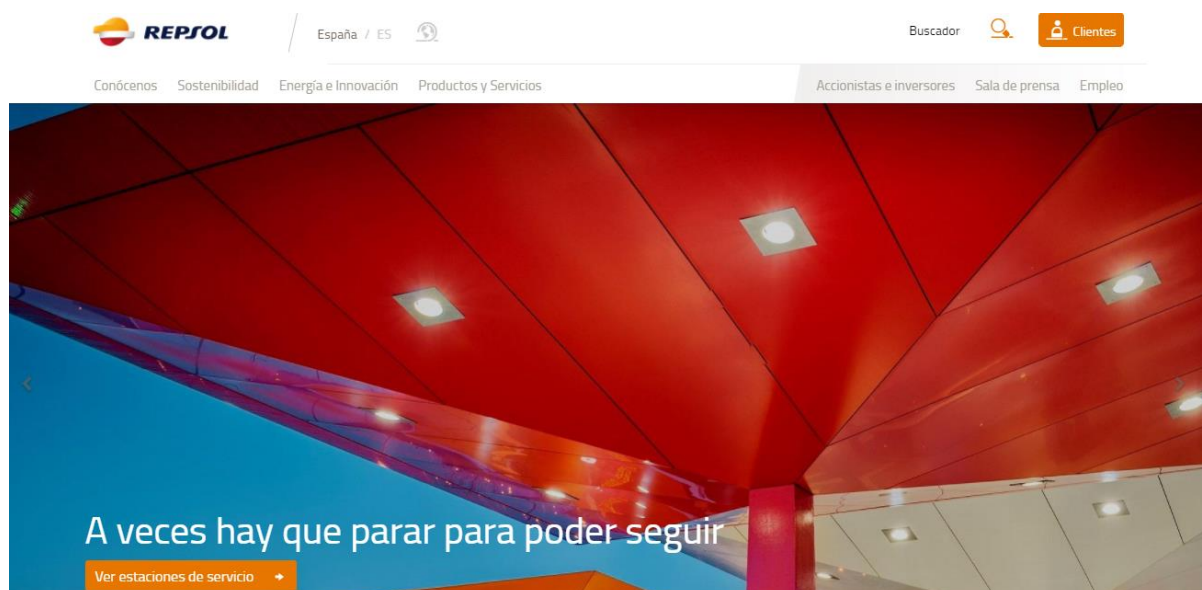 REPSOL
España / ES
Buscador
Clientes
Conócenos Sostenibilidad Energía e Innovación Productos y Servicios Accionistas e inversores Sala de prensa Empleo
A veces hay que parar para poder seguir
Ver estaciones de servicio